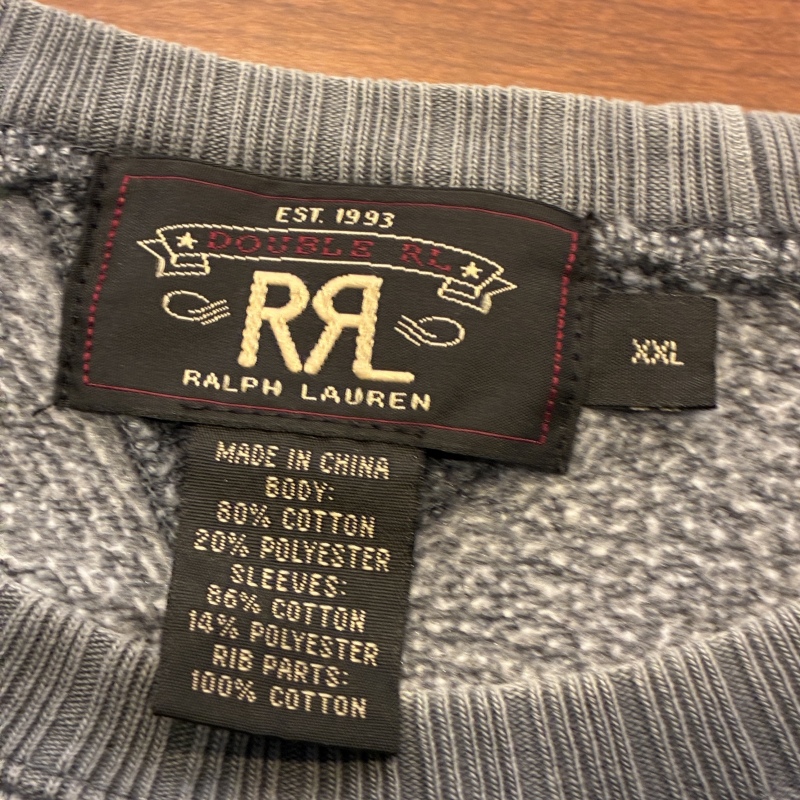 EST. 1993
DOUBLE RL
RRL
RALPH LAUREN
XXL
MADE IN CHINA
BODY:
80% COTTON
20% POLYESTER
SLEEVES:
86% COTTON
14% POLYESTER
RIB PARTS:
100% COTTON